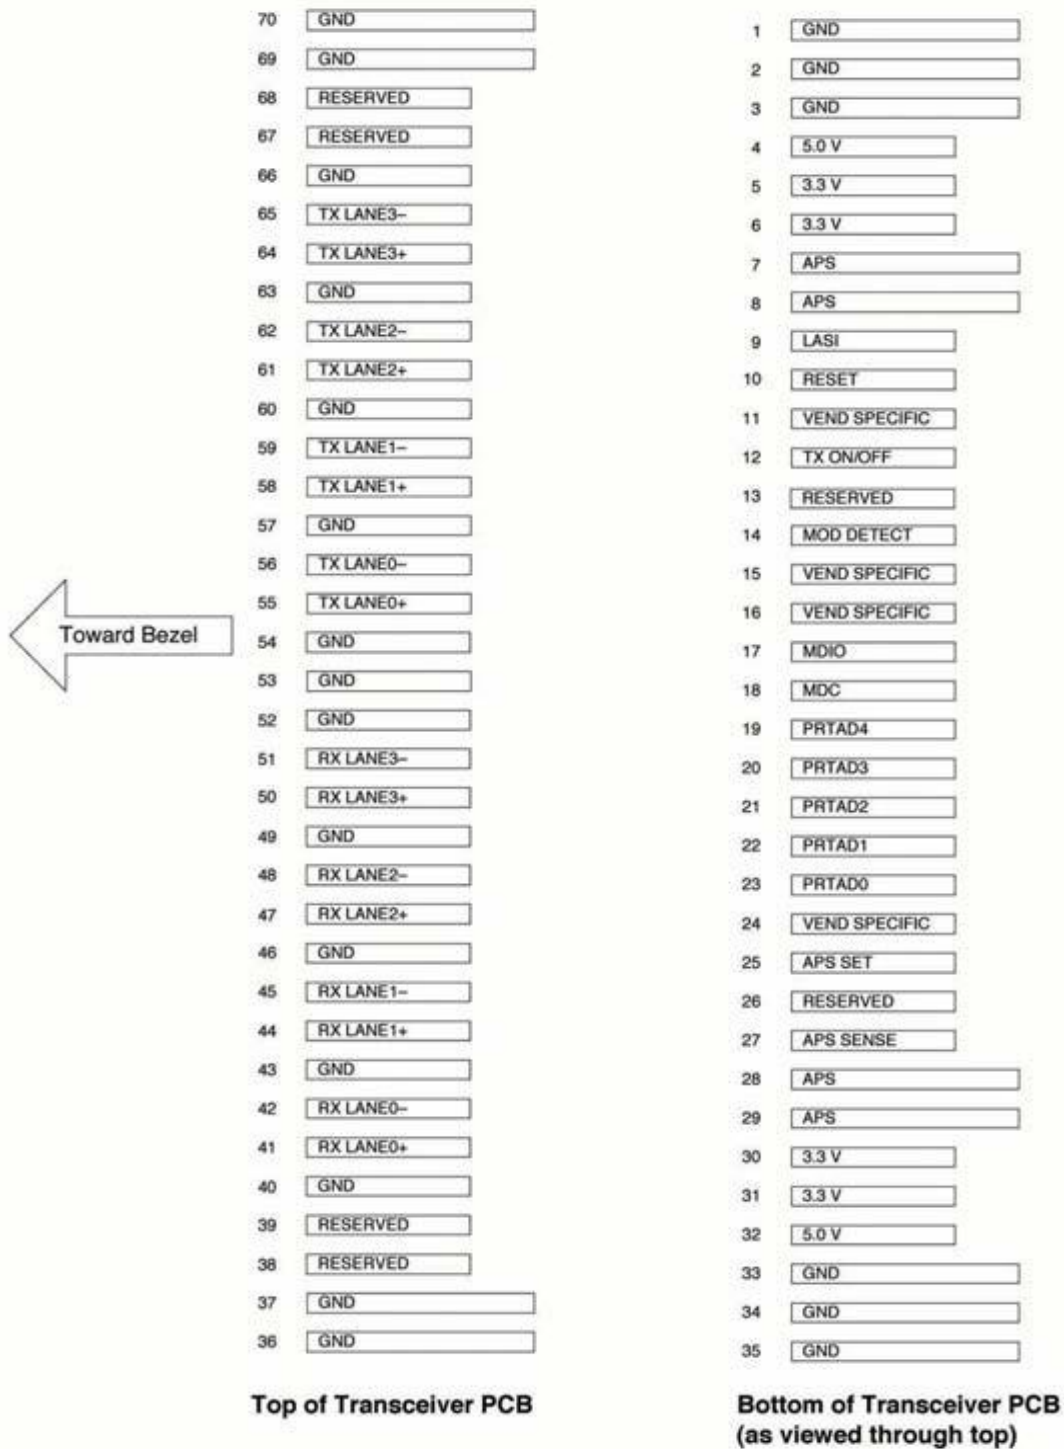 70 GND
69 GND
68 RESERVED
67 RESERVED
66 GND
65 TX LANE3–
64 TX LANE3+
63 GND
62 TX LANE2–
61 TX LANE2+
60 GND
59 TX LANE1–
58 TX LANE1+
57 GND
56 TX LANE0–
55 TX LANE0+
Toward Bezel
54 GND
53 GND
52 GND
51 RX LANE3–
50 RX LANE3+
49 GND
48 RX LANE2–
47 RX LANE2+
46 GND
45 RX LANE1–
44 RX LANE1+
43 GND
42 RX LANE0–
41 RX LANE0+
40 GND
39 RESERVED
38 RESERVED
37 GND
36 GND
Top of Transceiver PCB
1 GND
2 GND
3 GND
4 5.0 V
5 3.3 V
6 3.3 V
7 APS
8 APS
9 LASI
10 RESET
11 VEND SPECIFIC
12 TX ON/OFF
13 RESERVED
14 MOD DETECT
15 VEND SPECIFIC
16 VEND SPECIFIC
17 MDIO
18 MDC
19 PRTAD4
20 PRTAD3
21 PRTAD2
22 PRTAD1
23 PRTAD0
24 VEND SPECIFIC
25 APS SET
26 RESERVED
27 APS SENSE
28 APS
29 APS
30 3.3 V
31 3.3 V
32 5.0 V
33 GND
34 GND
35 GND
Bottom of Transceiver PCB
(as viewed through top)